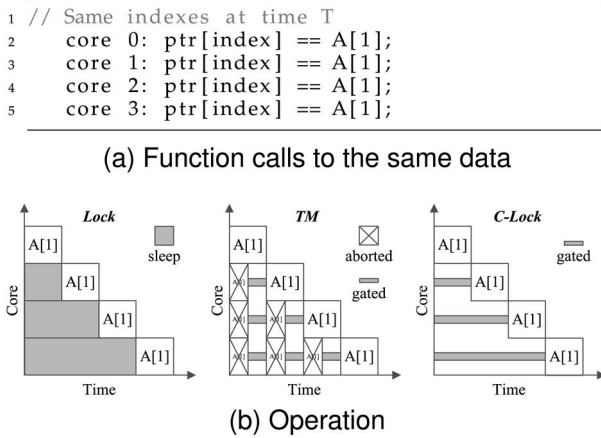 1 // Same indexes at time T
2 core 0: ptr[index] == A[1];
3 core 1: ptr[index] == A[1];
4 core 2: ptr[index] == A[1];
5 core 3: ptr[index] == A[1];
(a) Function calls to the same data
Lock
A[1]
sleep
A[1]
A[1]
A[1]
Core
Time
TM
A[1]
aborted
A[1]
gated
A[1]
A[1]
Core
Time
C-Lock
A[1]
gated
A[1]
A[1]
A[1]
Core
Time
(b) Operation